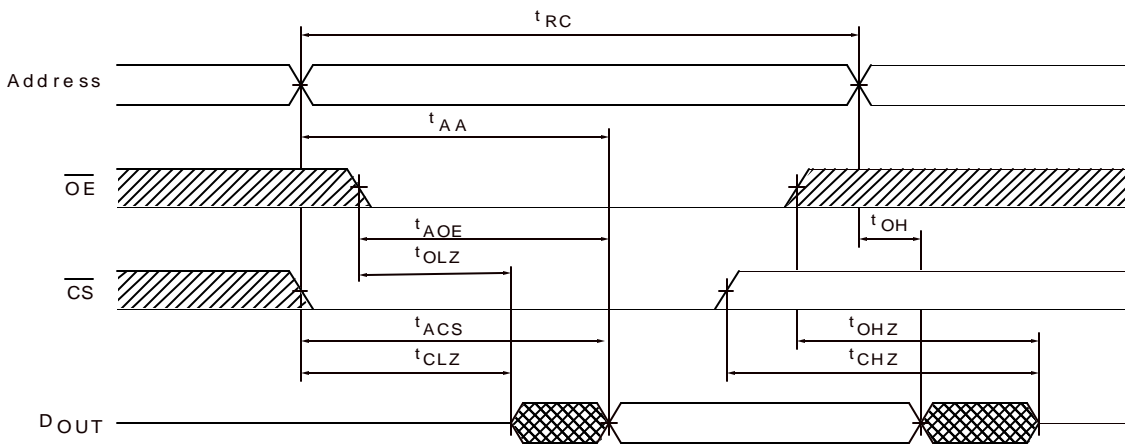 tRC
Address
tAA
OE
tOH
tAOE
tOLZ
CS
tACS
tOHZ
tCLZ
tCHZ
DOUT